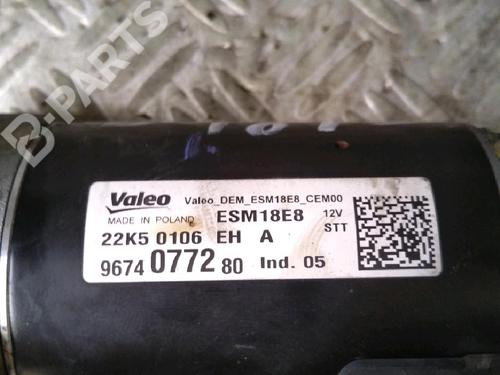 B-PARTS
Valeo Valeo_DEM_ESM18E8_CEM00
MADE IN POLAND ESM18E8 12V
STT
22K5 0106 EH A
9674 0772 80 Ind. 05